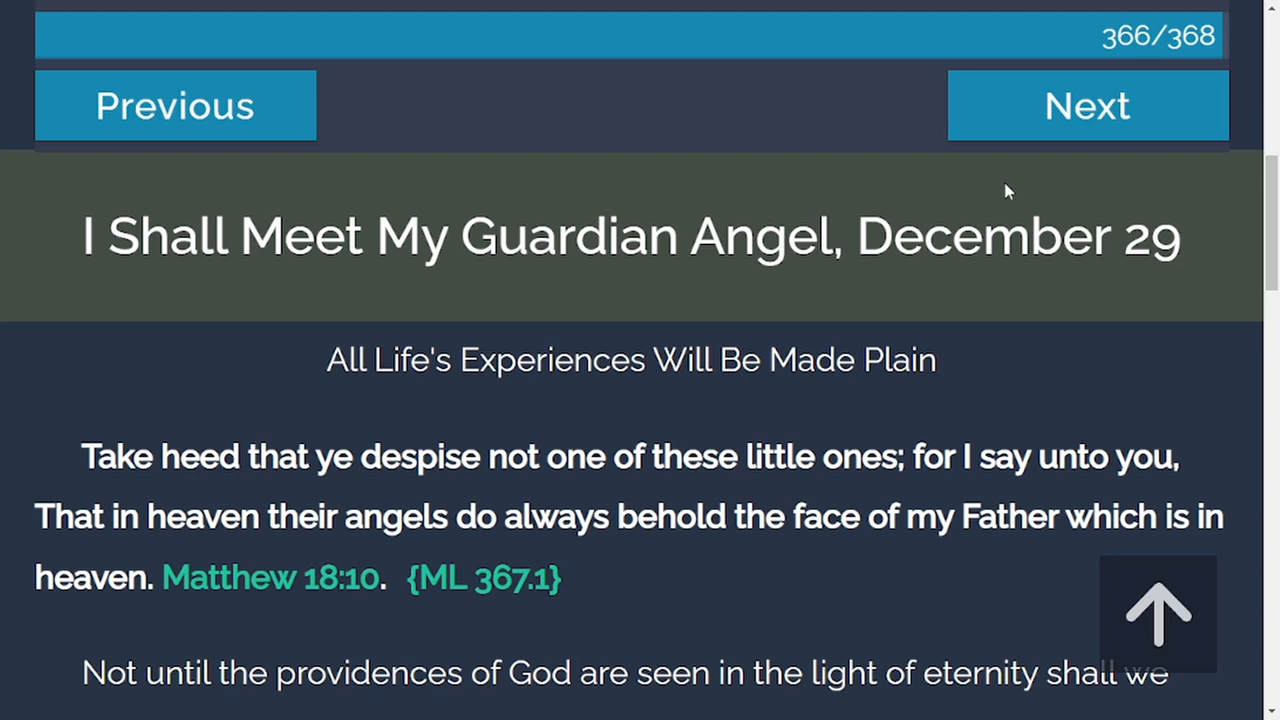 366/368
Previous
Next
I Shall Meet My Guardian Angel, December 29
All Life's Experiences Will Be Made Plain
Take heed that ye despise not one of these little ones; for I say unto you,
That in heaven their angels do always behold the face of my Father which is in
heaven. Matthew 18:10. {ML 367.1}
Not until the providences of God are seen in the light of eternity shall we